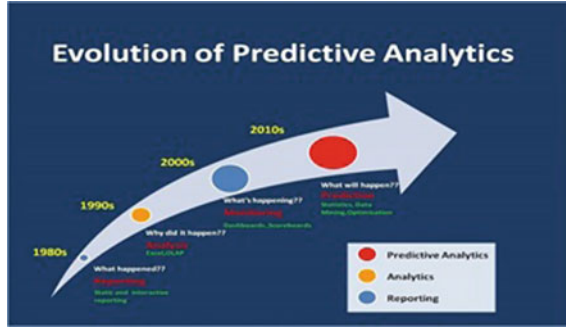 Evolution of Predictive Analytics
2010s
2000s
1990s
1980s
What will happen??
Prediction
Statistics, Data
Mining,Optimization
What's happening??
Monitoring
Dashboards, Scoreboards
Why did it happen??
Analysis
Excel,OLAP
What happened??
Reporting
Static and interactive
reporting
Predictive Analytics
Analytics
Reporting